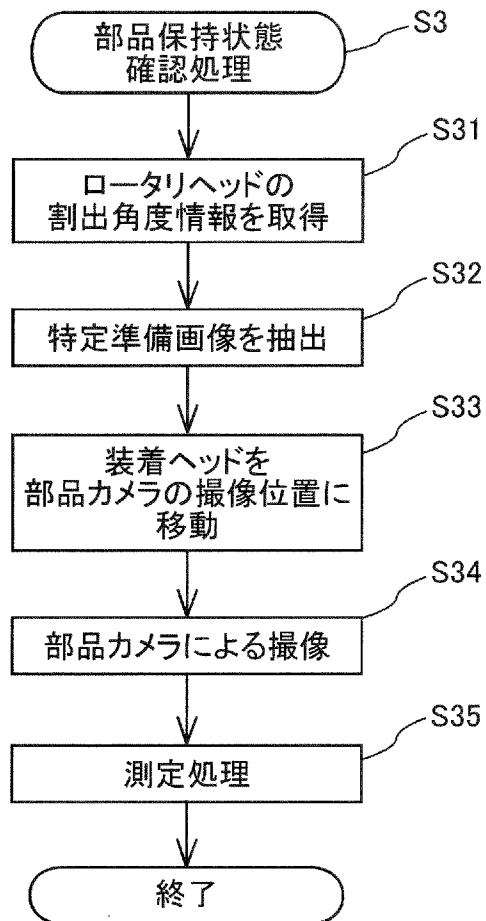 部品保持状態
確認処理
S3
S31
ロータリヘッドの
割出角度情報を取得
S32
特定準備画像を抽出
S33
装着ヘッドを
部品カメラの撮像位置に
移動
S34
部品カメラによる撮像
S35
測定処理
終了